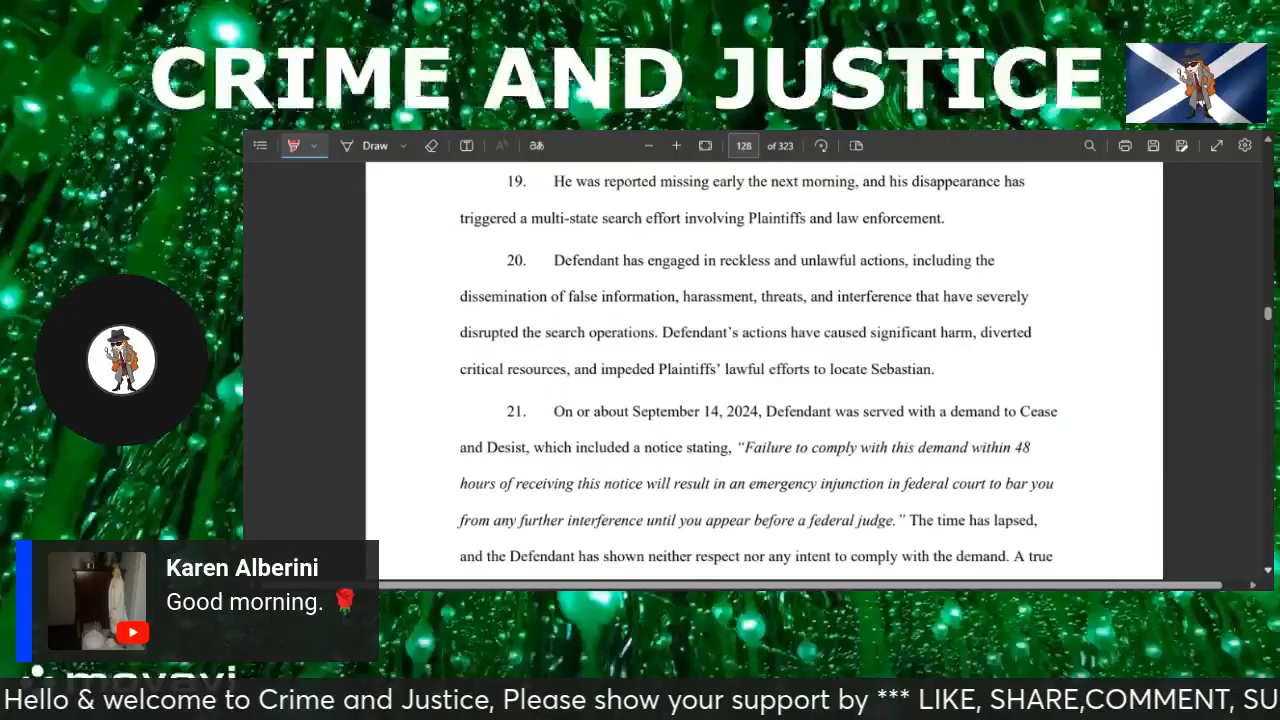 CRIME AND JUSTICE
Draw
128 of 323
19. He was reported missing early the next morning, and his disappearance has
triggered a multi-state search effort involving Plaintiffs and law enforcement.
20. Defendant has engaged in reckless and unlawful actions, including the
dissemination of false information, harassment, threats, and interference that have severely
disrupted the search operations. Defendant’s actions have caused significant harm, diverted
critical resources, and impeded Plaintiffs’ lawful efforts to locate Sebastian.
21. On or about September 14, 2024, Defendant was served with a demand to Cease
and Desist, which included a notice stating, “Failure to comply with this demand within 48
hours of receiving this notice will result in an emergency injunction in federal court to bar you
from any further interference until you appear before a federal judge.” The time has lapsed,
and the Defendant has shown neither respect nor any intent to comply with the demand. A true
Karen Alberini
Good morning. 🌹
movavi
Hello & welcome to Crime and Justice, Please show your support by *** LIKE, SHARE,COMMENT, SU